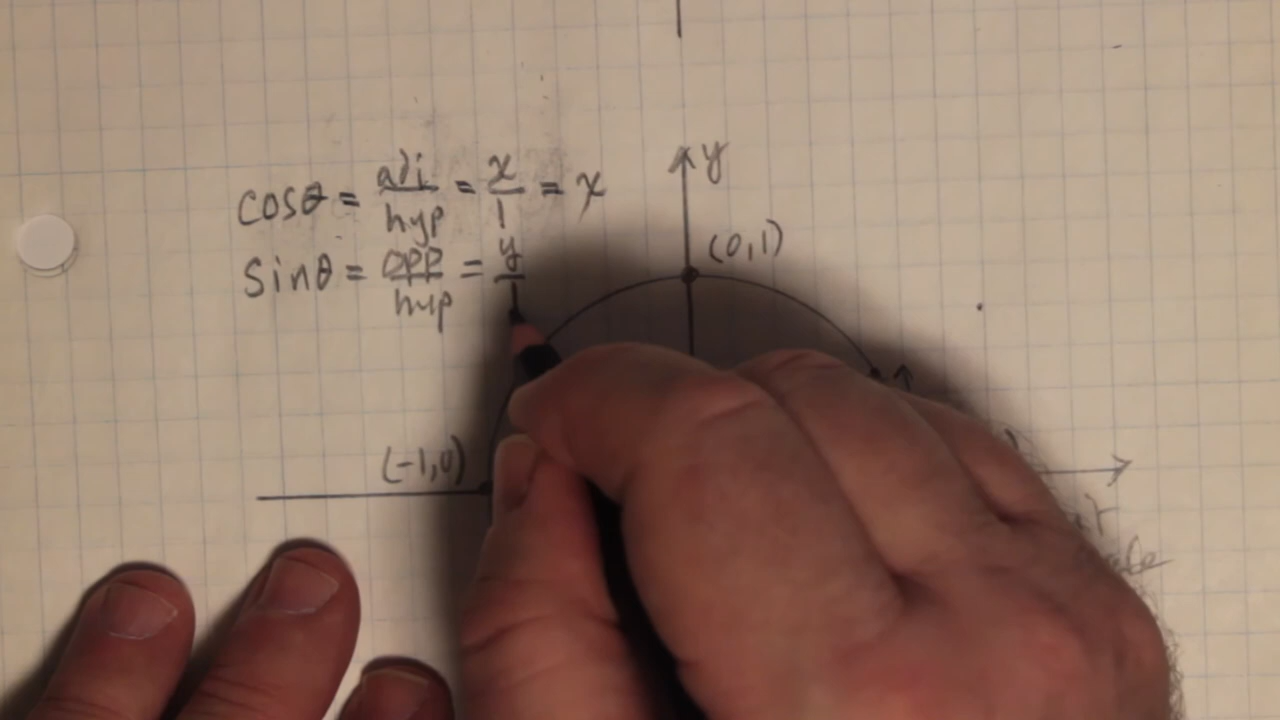 cosθ = adj/hyp = x/1 = x
sinθ = opp/hyp = y/1
y
(0,1)
(-1,0)